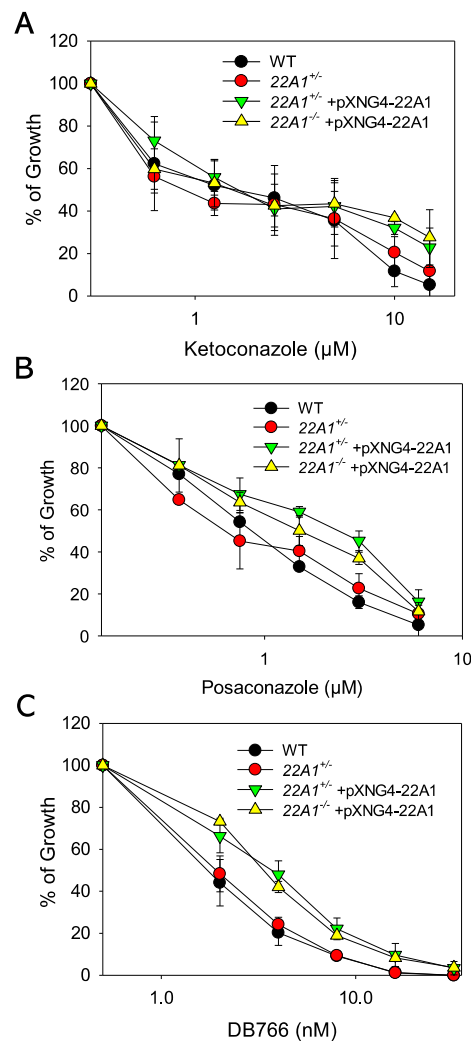 A
120
100
80
60
40
20
0
% of Growth
WT
22A1+/-
22A1+/- +pXNG4-22A1
22A1-/- +pXNG4-22A1
1
10
Ketoconazole (µM)
B
120
100
80
60
40
20
0
% of Growth
WT
22A1+/-
22A1+/- +pXNG4-22A1
22A1-/- +pXNG4-22A1
1
10
Posaconazole (µM)
C
120
100
80
60
40
20
0
% of Growth
WT
22A1+/-
22A1+/- +pXNG4-22A1
22A1-/- +pXNG4-22A1
1.0
10.0
DB766 (nM)